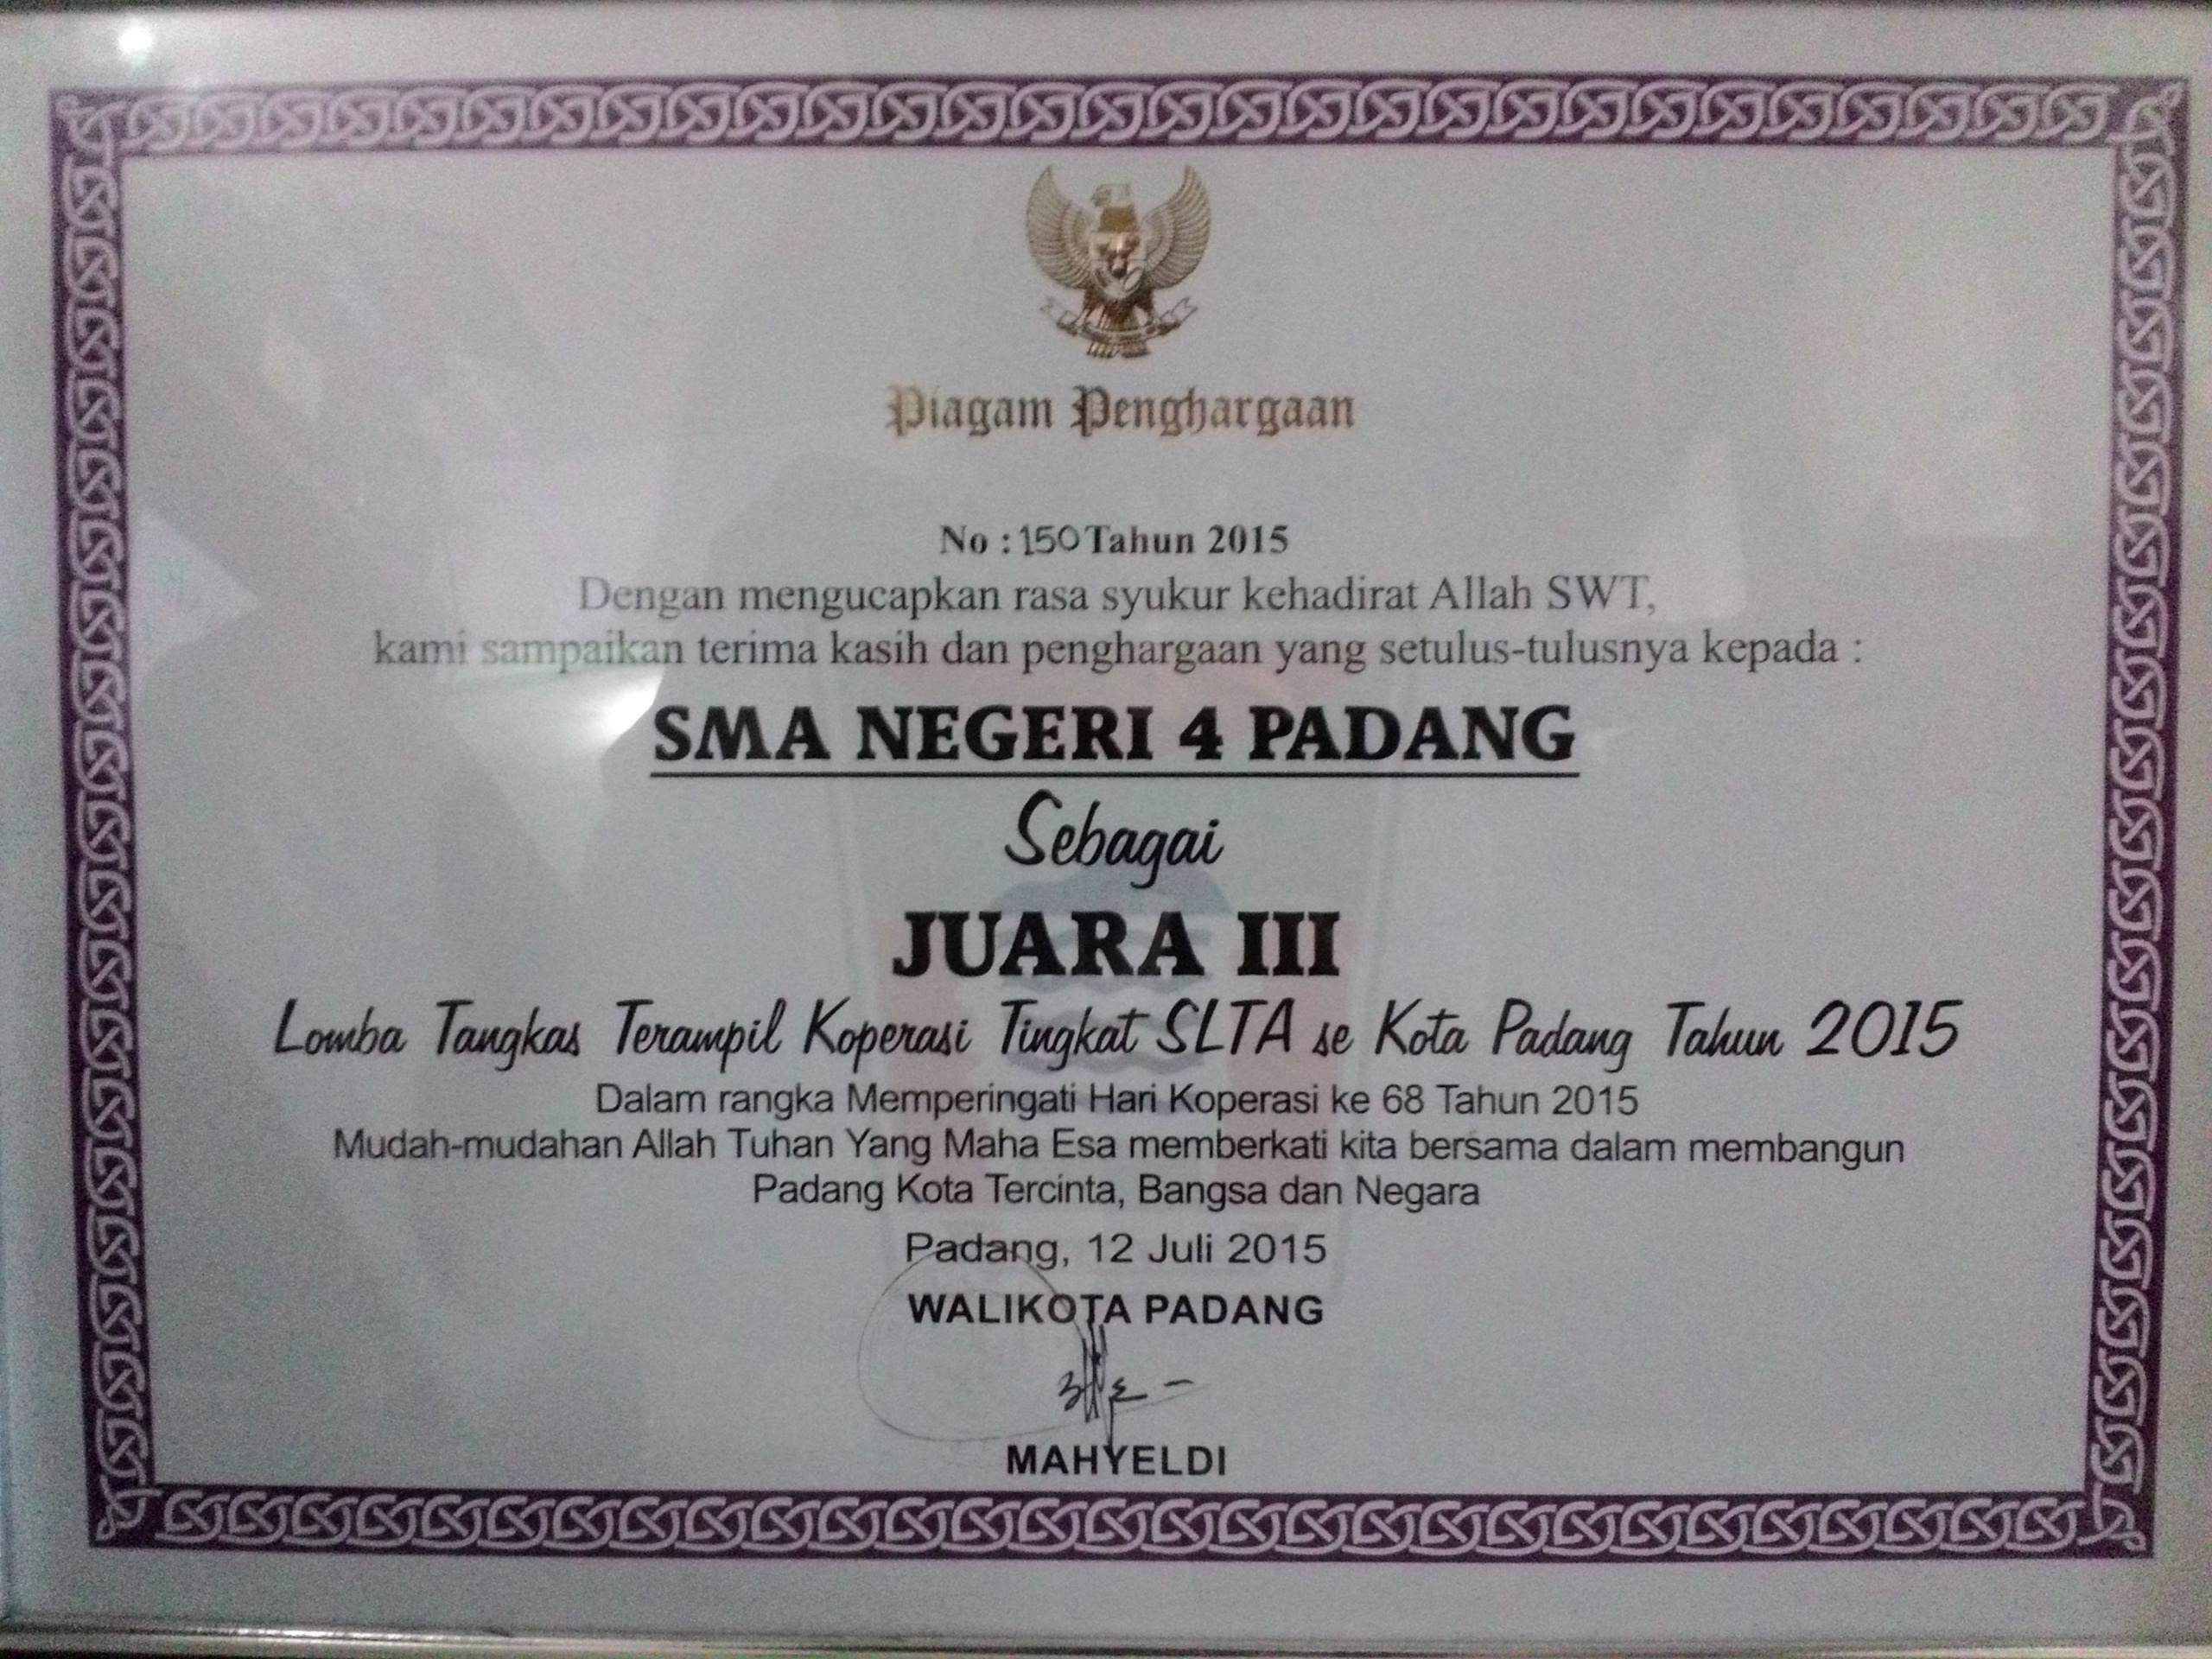 Piagam Penghargaan
No : 150 Tahun 2015
Dengan mengucapkan rasa syukur kehadirat Allah SWT,
kami sampaikan terima kasih dan penghargaan yang setulus-tulusnya kepada :
SMA NEGERI 4 PADANG
Sebagai
JUARA III
Lomba Tangkas Terampil Koperasi Tingkat SLTA se Kota Padang Tahun 2015
Dalam rangka Memperingati Hari Koperasi ke 68 Tahun 2015
Mudah-mudahan Allah Tuhan Yang Maha Esa memberkati kita bersama dalam membangun
Padang Kota Tercinta, Bangsa dan Negara
Padang, 12 Juli 2015
WALIKOTA PADANG
MAHYELDI